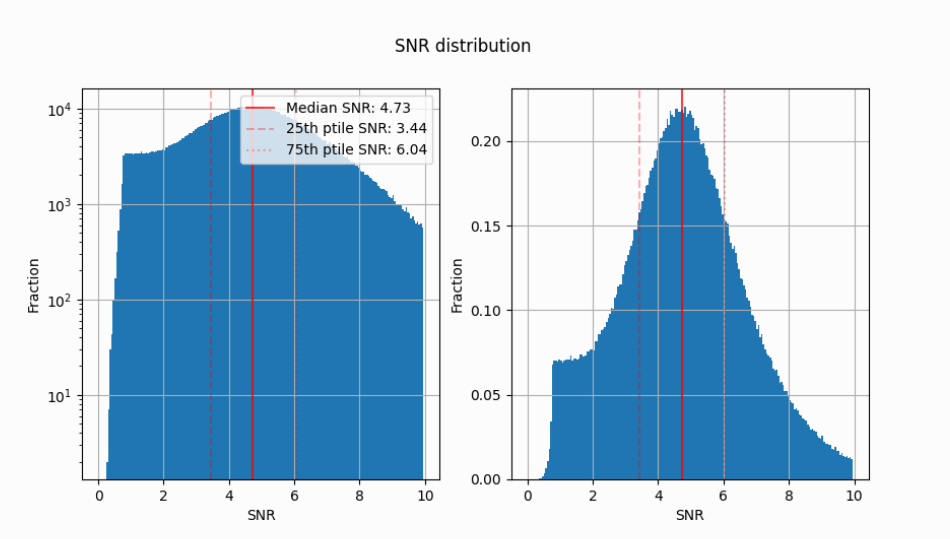 SNR distribution
Median SNR: 4.73
25th ptile SNR: 3.44
75th ptile SNR: 6.04
10⁴
10³
10²
10¹
Fraction
0 2 4 6 8 10
SNR
0.20
0.15
0.10
0.05
0.00
Fraction
0 2 4 6 8 10
SNR